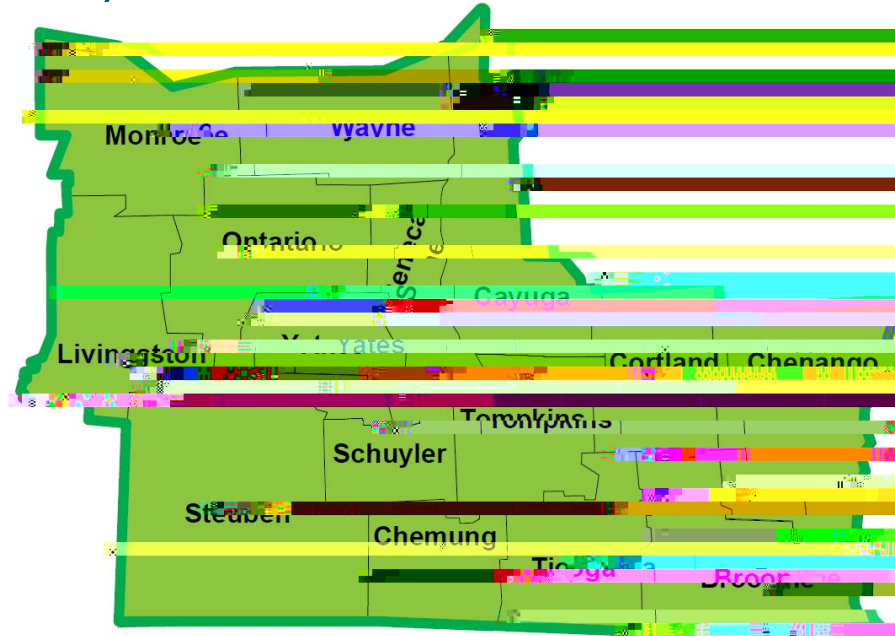 Monroe
Wayne
Ontario
Seneca
Cayuga
Livingston
Yates
Cortland
Chenango
Tompkins
Schuyler
Steuben
Chemung
Tioga
Broome